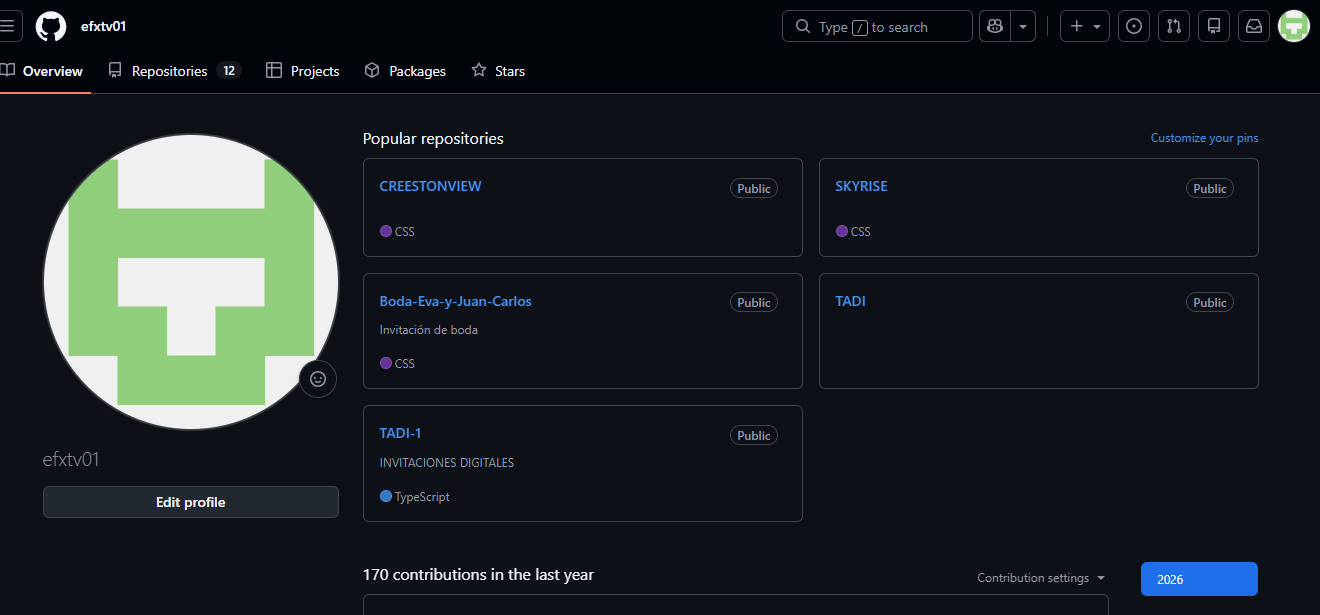 efxtv01
Type / to search
Overview
Repositories 12
Projects
Packages
Stars
Popular repositories
Customize your pins
CREESTONVIEW
Public
CSS
SKYRISE
Public
CSS
Boda-Eva-y-Juan-Carlos
Public
Invitación de boda
CSS
TADI
Public
TADI-1
Public
INVITACIONES DIGITALES
TypeScript
efxtv01
Edit profile
170 contributions in the last year
Contribution settings
2026